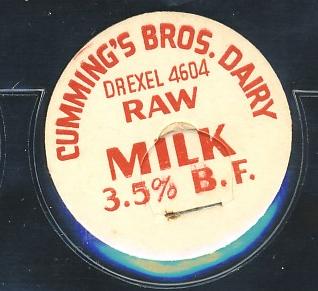 CUMMING'S BROS. DAIRY
DREXEL 4604
RAW
MILK
3.5% B.F.